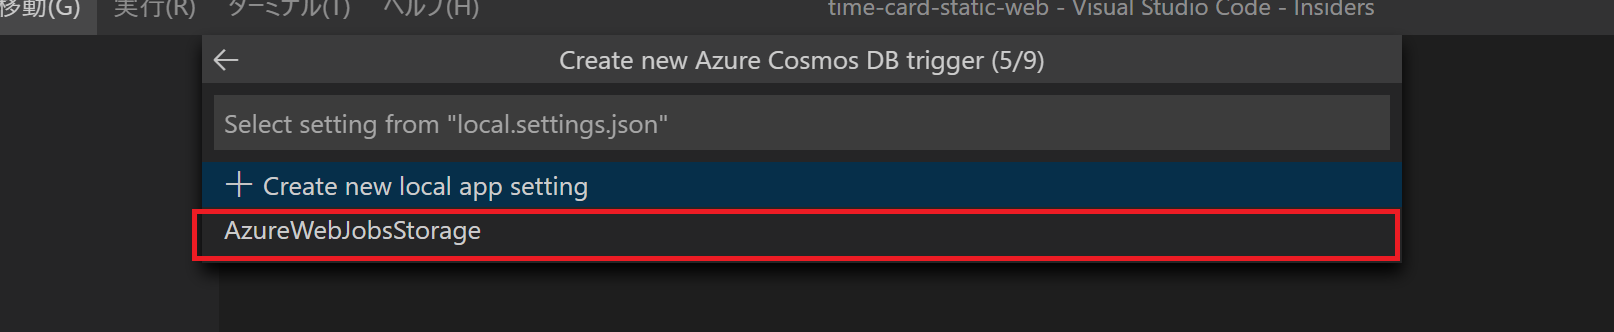 移動(G) 実行(R) ターミナル(T) ヘルプ(H) time-card-static-web - Visual Studio Code - Insiders
Create new Azure Cosmos DB trigger (5/9)
Select setting from "local.settings.json"
+ Create new local app setting
AzureWebJobsStorage